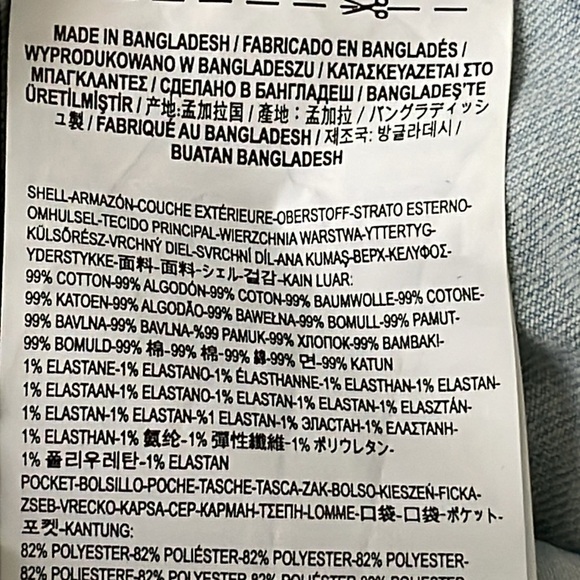 MADE IN BANGLADESH / FABRICADO EN BANGLADÉS /
WYPRODUKOWANO W BANGLADESZU / ΚΑΤΑΣΚΕΥΑΖΕΤΑΙ ΣΤΟ
ΜΠΑΓΚΛΑΝΤΕΣ / СДЕЛАНО В БАНГЛАДЕШ / BANGLADEŞ'TE
ÜRETİLMİŞTİR / 产地:孟加拉国 / 產地：孟加拉 / バングラディッシ
ュ製 / FABRIQUÉ AU BANGLADESH / 제조국: 방글라데시 /
BUATAN BANGLADESH
SHELL-ARMAZÓN-COUCHE EXTÉRIEURE-OBERSTOFF-STRATO ESTERNO-
OMHULSEL-TECIDO PRINCIPAL-WIERZCHNIA WARSTWA-YTTERTYG-
KÜLSŐRÉSZ-VRCHNÝ DIEL-SVRCHNÍ DÍL-ANA KUMAŞ-ВЕРХ-ΚΕΛΥΦΟΣ-
YDERSTYKKE-面料-面料-シェル-겉감-KAIN LUAR:
99% COTTON-99% ALGODÓN-99% COTON-99% BAUMWOLLE-99% COTONE-
99% KATOEN-99% ALGODÃO-99% BAWEŁNA-99% BOMULL-99% PAMUT-
99% BAVLNA-99% BAVLNA-%99 PAMUK-99% ХЛОПОК-99% ΒΑΜΒΑΚΙ-
99% BOMULD-99% 棉-99% 棉-99% 綿-99% 면-99% KATUN
1% ELASTANE-1% ELASTANO-1% ÉLASTHANNE-1% ELASTHAN-1% ELASTAN-
1% ELASTAAN-1% ELASTANO-1% ELASTAN-1% ELASTAN-1% ELASZTÁN-
1% ELASTAN-1% ELASTAN-%1 ELASTAN-1% ЭЛАСТАН-1% ΕΛΑΣΤΑΝΗ-
1% ELASTHAN-1% 氨纶-1% 彈性纖維-1% ポリウレタン-
1% 폴리우레탄-1% ELASTAN
POCKET-BOLSILLO-POCHE-TASCHE-TASCA-ZAK-BOLSO-KIESZEŃ-FICKA-
ZSEB-VRECKO-KAPSA-CEP-КАРМАН-ΤΣΕΠΗ-LOMME-口袋-口袋-ポケット-
포켓-KANTUNG:
82% POLYESTER-82% POLIÉSTER-82% POLYESTER-82% POLYESTER-